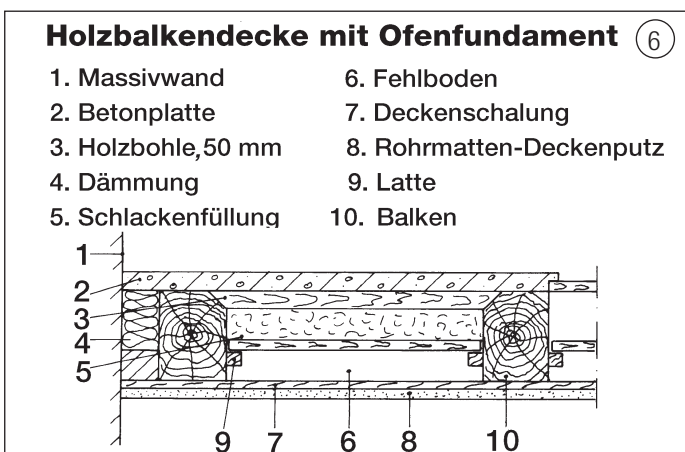 Holzbalkendecke mit Ofenfundament 6
1. Massivwand
2. Betonplatte
3. Holzbohle, 50 mm
4. Dämmung
5. Schlackenfüllung
6. Fehlboden
7. Deckenschalung
8. Rohrmatten-Deckenputz
9. Latte
10. Balken
1
2
3
4
5
9 7 6 8 10